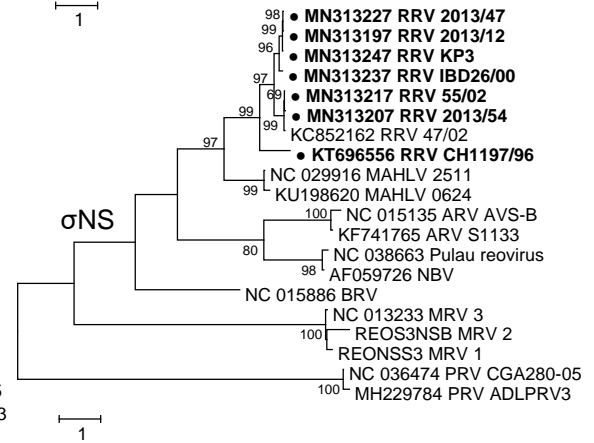 1
98
● MN313227 RRV 2013/47
99
● MN313197 RRV 2013/12
96
● MN313247 RRV KP3
● MN313237 RRV IBD26/00
97
69
● MN313217 RRV 55/02
● MN313207 RRV 2013/54
99
99
KC852162 RRV 47/02
97
● KT696556 RRV CH1197/96
NC 029916 MAHLV 2511
99
KU198620 MAHLV 0624
σNS
100
NC 015135 ARV AVS-B
KF741765 ARV S1133
80
NC 038663 Pulau reovirus
98
AF059726 NBV
NC 015886 BRV
NC 013233 MRV 3
100
REOS3NSB MRV 2
REONSS3 MRV 1
NC 036474 PRV CGA280-05
100
MH229784 PRV ADLPRV3
3
1